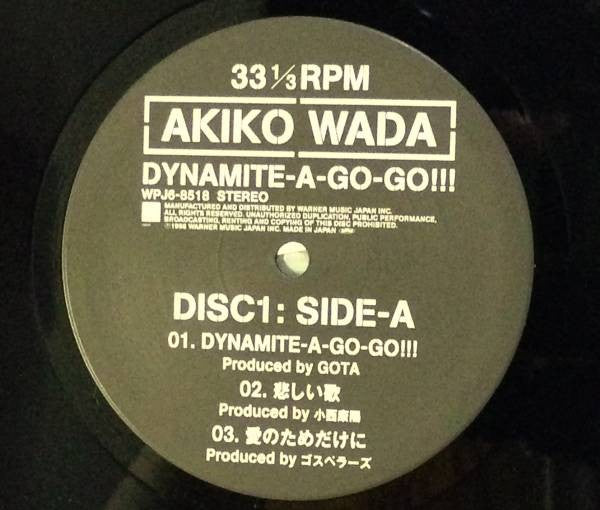 33 1/3 RPM
AKIKO WADA
DYNAMITE-A-GO-GO!!!
WPJ6-8518 STEREO
MANUFACTURED AND DISTRIBUTED BY WARNER MUSIC JAPAN INC.
ALL RIGHTS RESERVED. UNAUTHORIZED DUPLICATION, PUBLIC PERFORMANCE,
BROADCASTING, RENTING AND COPYING OF THIS DISC PROHIBITED.
℗1998 WARNER MUSIC JAPAN INC. MADE IN JAPAN
DISC1: SIDE-A
01. DYNAMITE-A-GO-GO!!!
Produced by GOTA
02. 悲しい歌
Produced by 小西康陽
03. 愛のためだけに
Produced by ゴスペラーズ